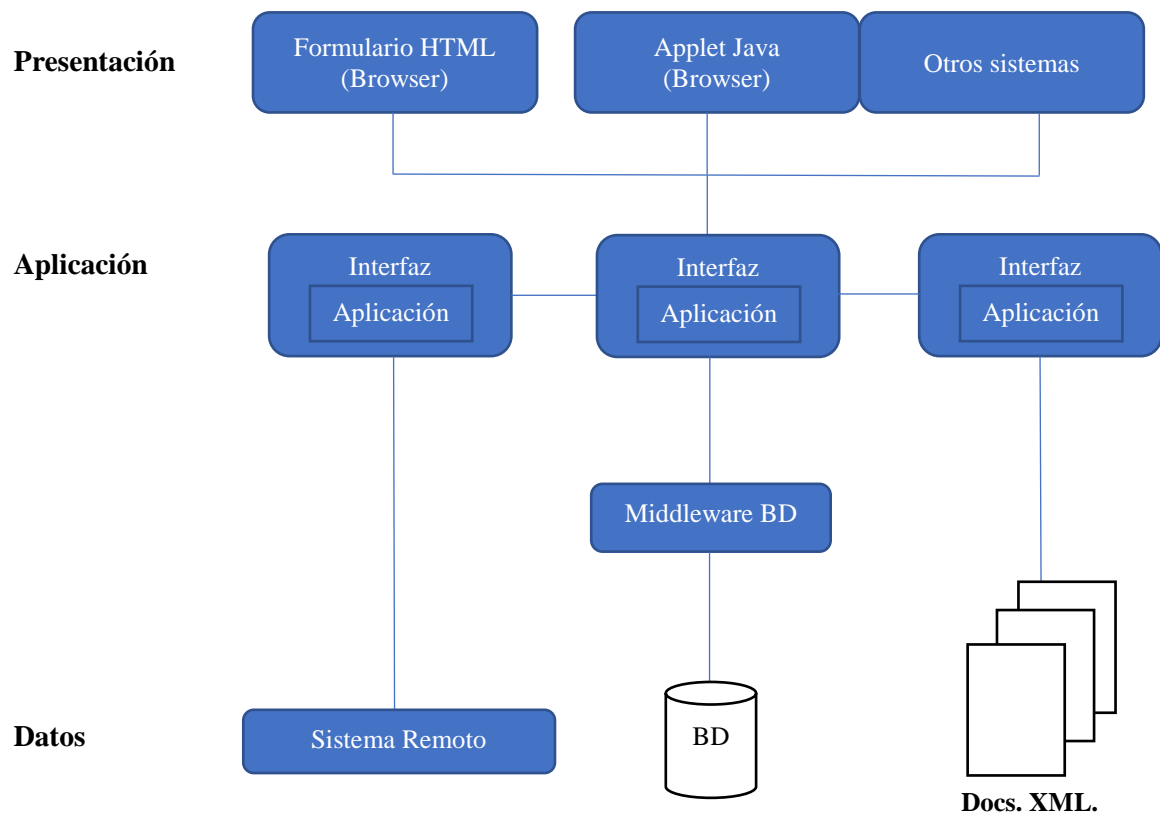 Presentación
Formulario HTML
(Browser)
Applet Java
(Browser)
Otros sistemas
Aplicación
Interfaz
Aplicación
Interfaz
Aplicación
Interfaz
Aplicación
Middleware BD
Datos
Sistema Remoto
BD
Docs. XML.